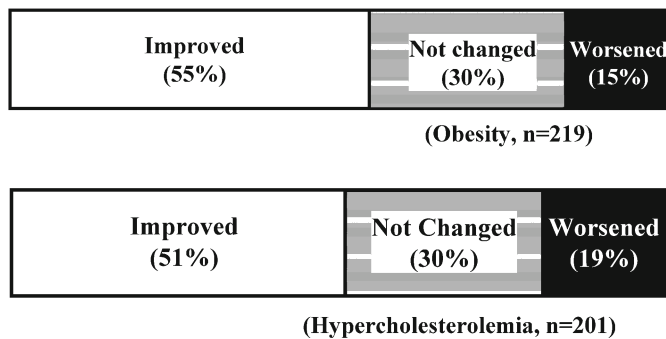 Improved
(55%)
Not changed
(30%)
Worsened
(15%)
(Obesity, n=219)
Improved
(51%)
Not Changed
(30%)
Worsened
(19%)
(Hypercholesterolemia, n=201)